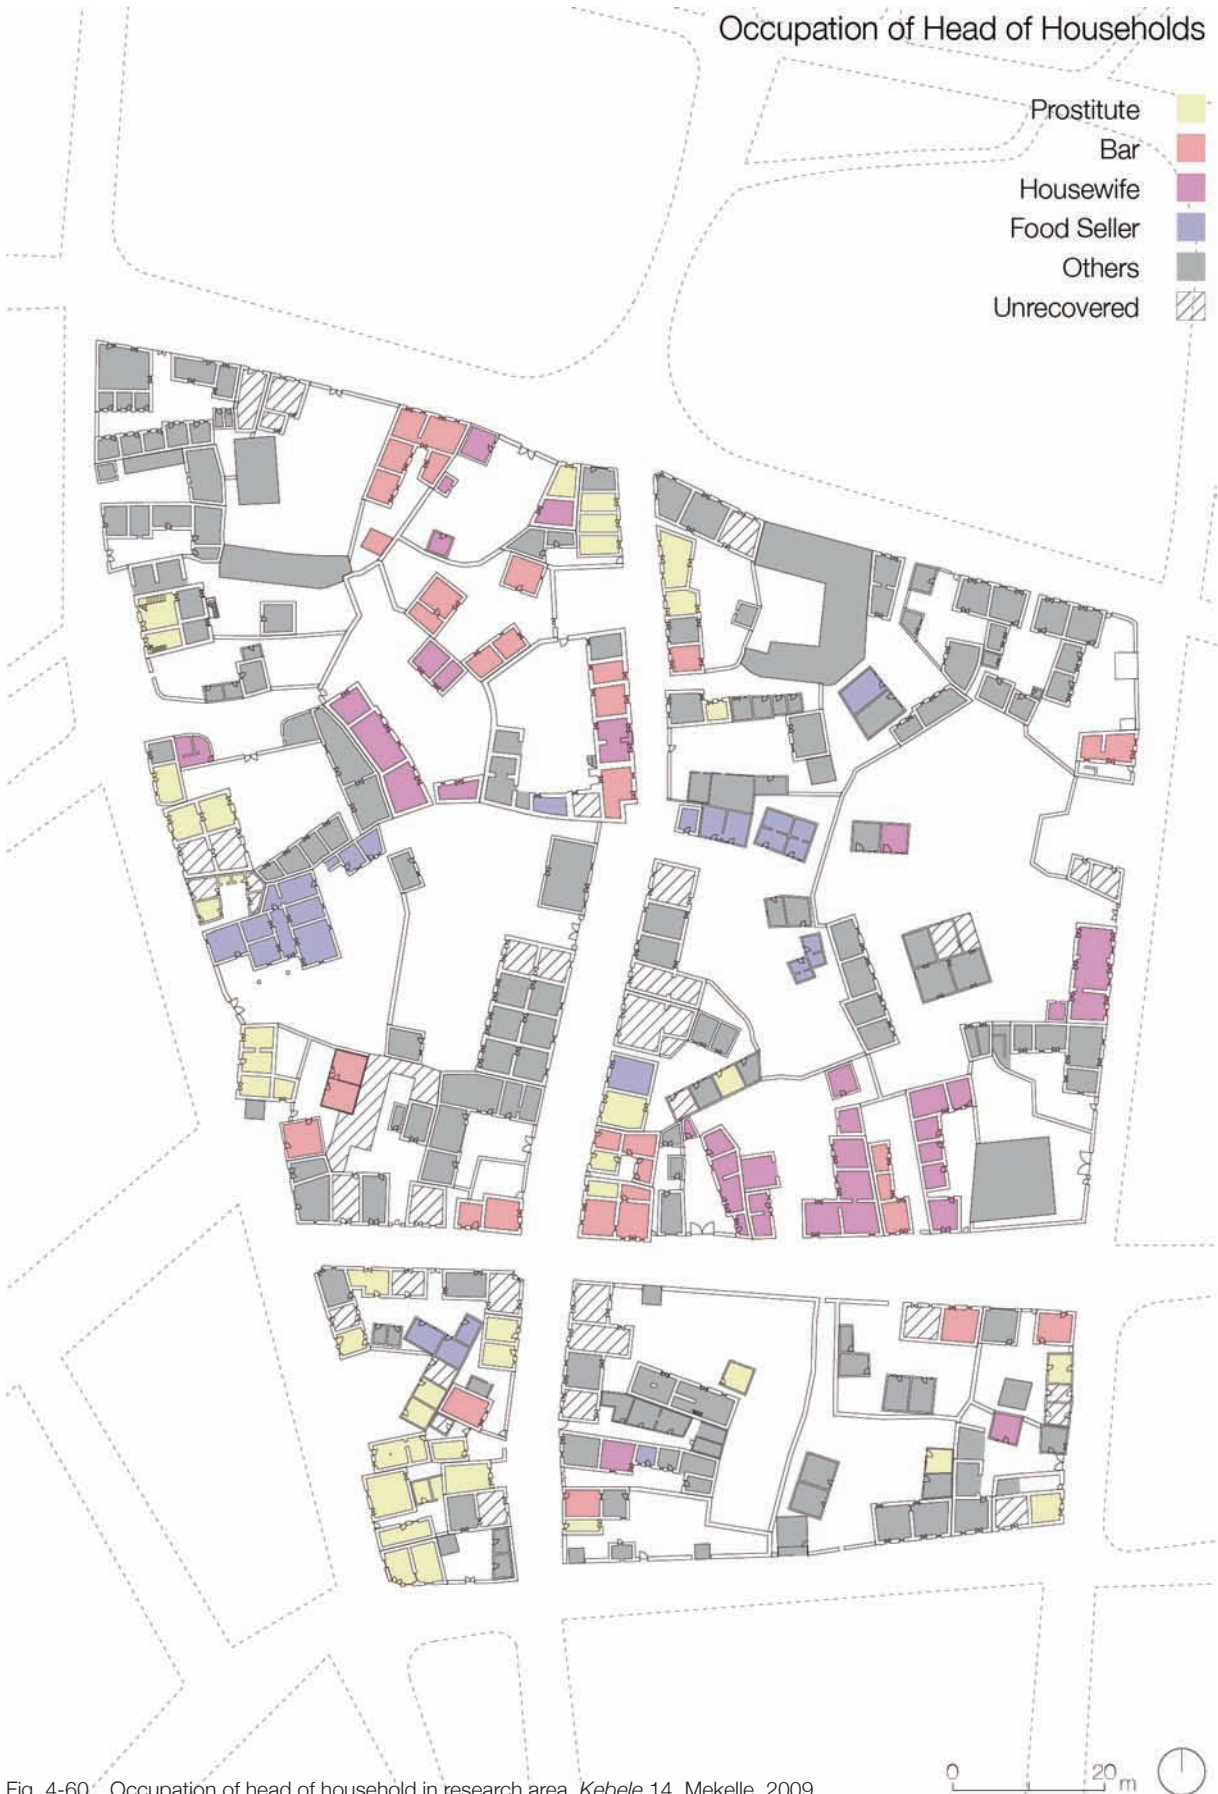 Occupation of Head of Households
Prostitute
Bar
Housewife
Food Seller
Others
Unrecovered
0 20 m
Fig. 4-60 Occupation of head of household in research area, Kebele 14, Mekelle, 2009